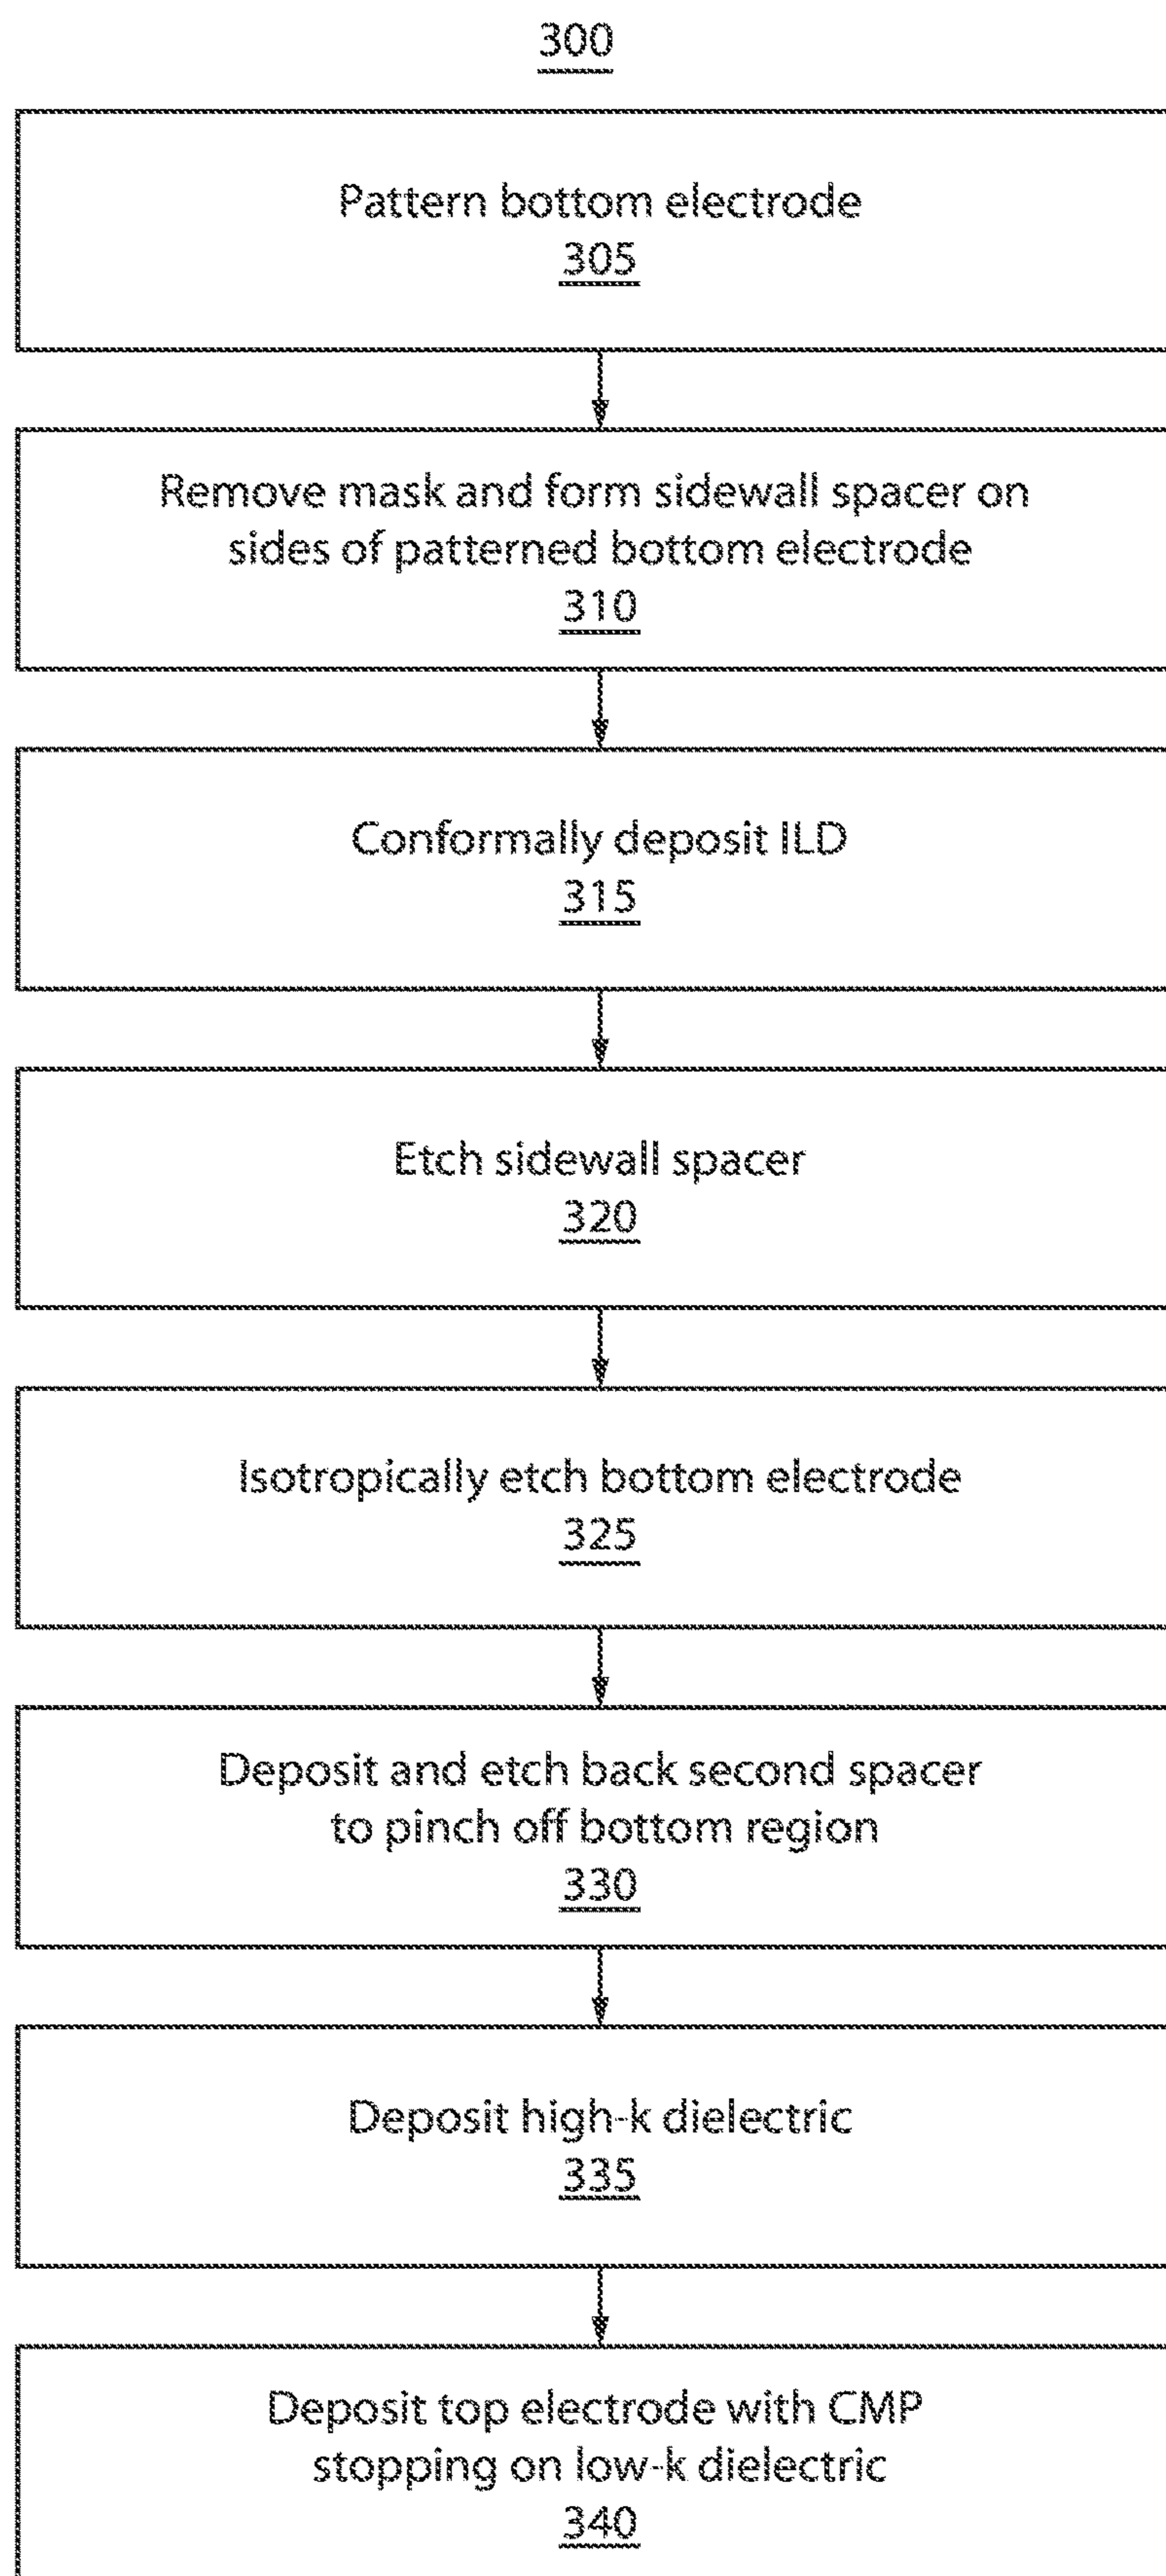 300
Pattern bottom electrode
305
Remove mask and form sidewall spacer on
sides of patterned bottom electrode
310
Conformally deposit ILD
315
Etch sidewall spacer
320
Isotropically etch bottom electrode
325
Deposit and etch back second spacer
to pinch off bottom region
330
Deposit high-k dielectric
335
Deposit top electrode with CMP
stopping on low-k dielectric
340